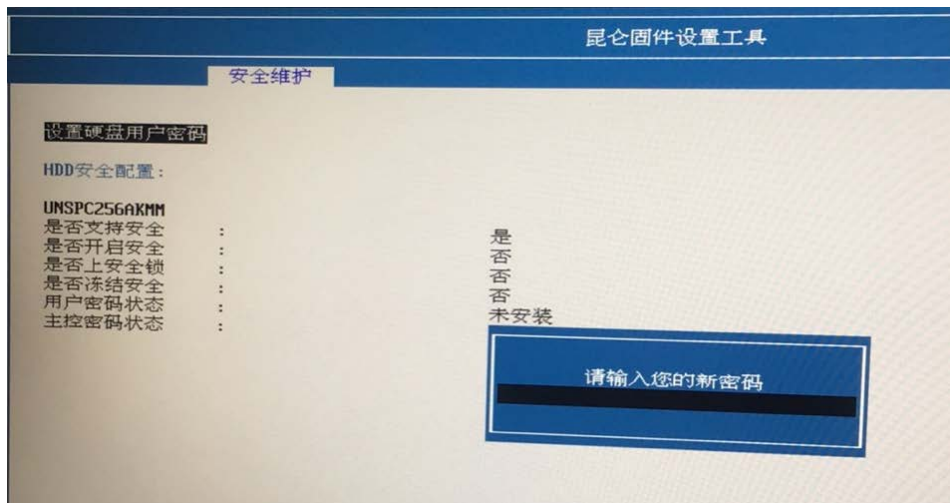 昆仑固件设置工具
安全维护
设置硬盘用户密码
HDD安全配置:
UNSPC256AKMM
是否支持安全 : 是
是否开启安全 : 否
是否上安全锁 : 否
是否冻结安全 : 否
用户密码状态 : 未安装
主控密码状态 :
请输入您的新密码